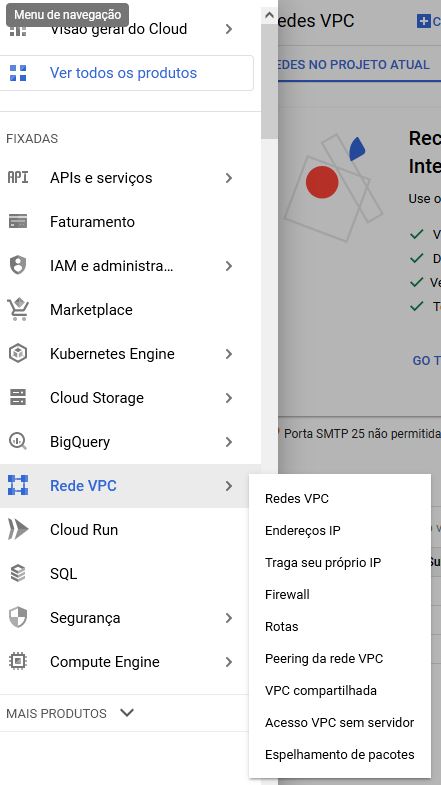 Menu de navegação
Visão geral do Cloud
Ver todos os produtos
FIXADAS
API APIs e serviços
Faturamento
IAM e administra...
Marketplace
Kubernetes Engine
Cloud Storage
BigQuery
Rede VPC
Cloud Run
SQL
Segurança
Compute Engine
MAIS PRODUTOS
edes VPC
C
EDES NO PROJETO ATUAL
Rec
Inte
Use o
V
D
Ve
T
GO T
Porta SMTP 25 não permitida
Su
Redes VPC
Endereços IP
Traga seu próprio IP
Firewall
Rotas
Peering da rede VPC
VPC compartilhada
Acesso VPC sem servidor
Espelhamento de pacotes